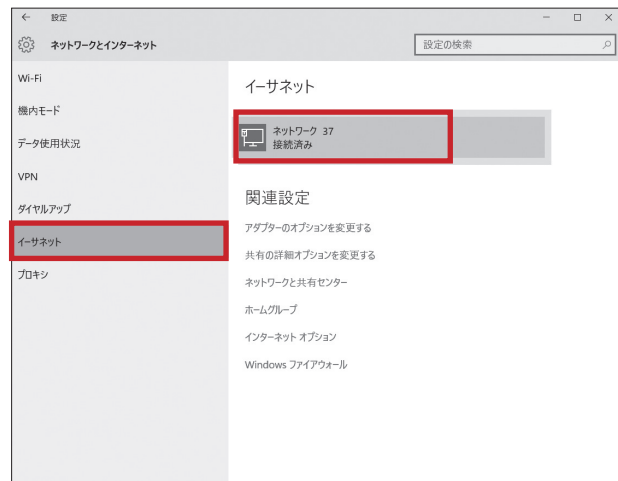 設定
ネットワークとインターネット
設定の検索
Wi-Fi
機内モード
データ使用状況
VPN
ダイヤルアップ
イーサネット
プロキシ
イーサネット
ネットワーク 37
接続済み
関連設定
アダプターのオプションを変更する
共有の詳細オプションを変更する
ネットワークと共有センター
ホームグループ
インターネット オプション
Windows ファイアウォール